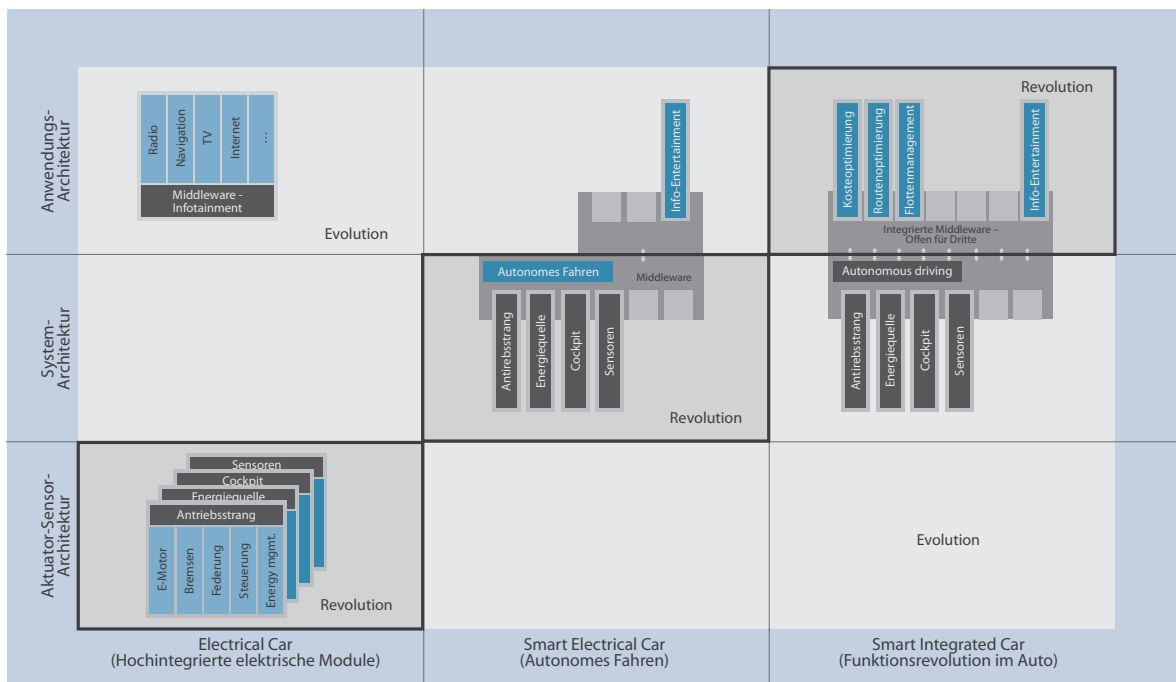 Anwendungs-
Architektur
Radio
Navigation
TV
Internet
...
Middleware -
Infotainment
Evolution
Info-Entertainment
Revolution
Kosteoptimierung
Routenoptimierung
Flottenmanagement
Info-Entertainment
Integrierte Middleware –
Offen für Dritte
System-
Architektur
Autonomes Fahren
Middleware
Antirebsstrang
Energiequelle
Cockpit
Sensoren
Revolution
Autonomous driving
Antirebsstrang
Energiequelle
Cockpit
Sensoren
Aktuator-Sensor-
Architektur
Sensoren
Cockpit
Energiequelle
Antriebsstrang
E-Motor
Bremsen
Federung
Steuerung
Energy mgmt.
Revolution
Evolution
Electrical Car
(Hochintegrierte elektrische Module)
Smart Electrical Car
(Autonomes Fahren)
Smart Integrated Car
(Funktionsrevolution im Auto)